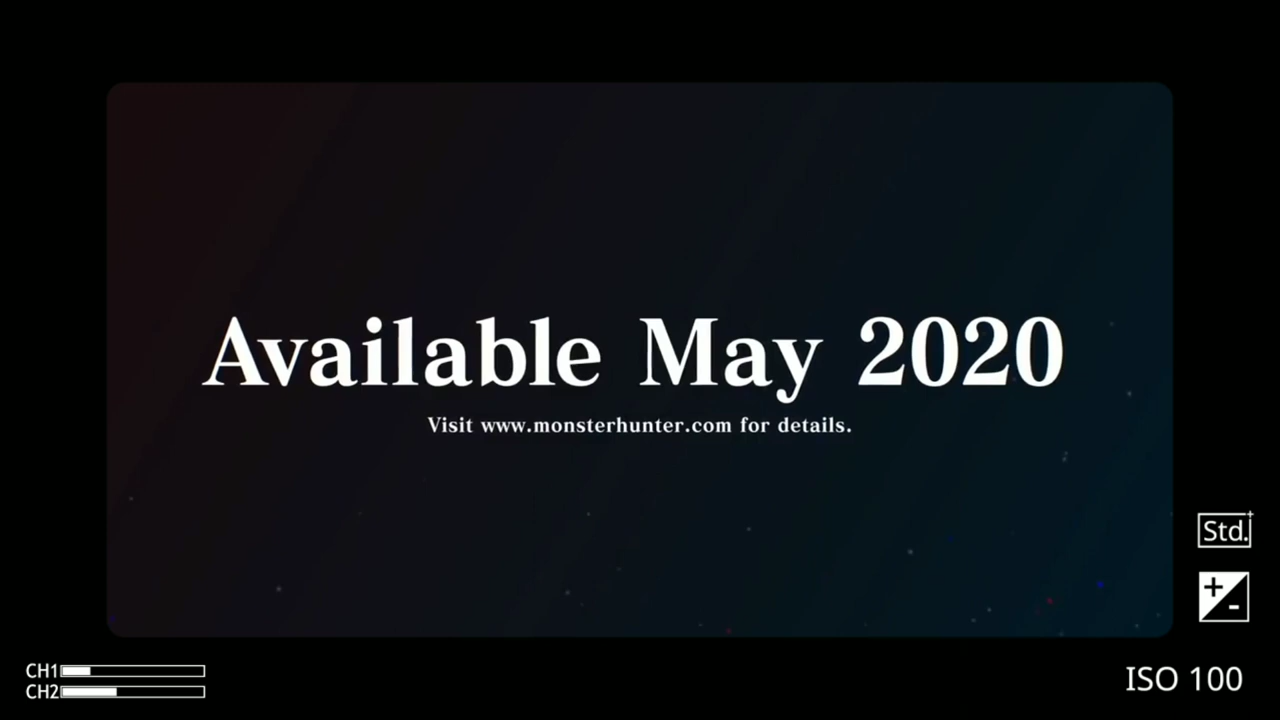 Available May 2020
Visit www.monsterhunter.com for details.
Std.+
+
-
CH1
CH2
ISO 100